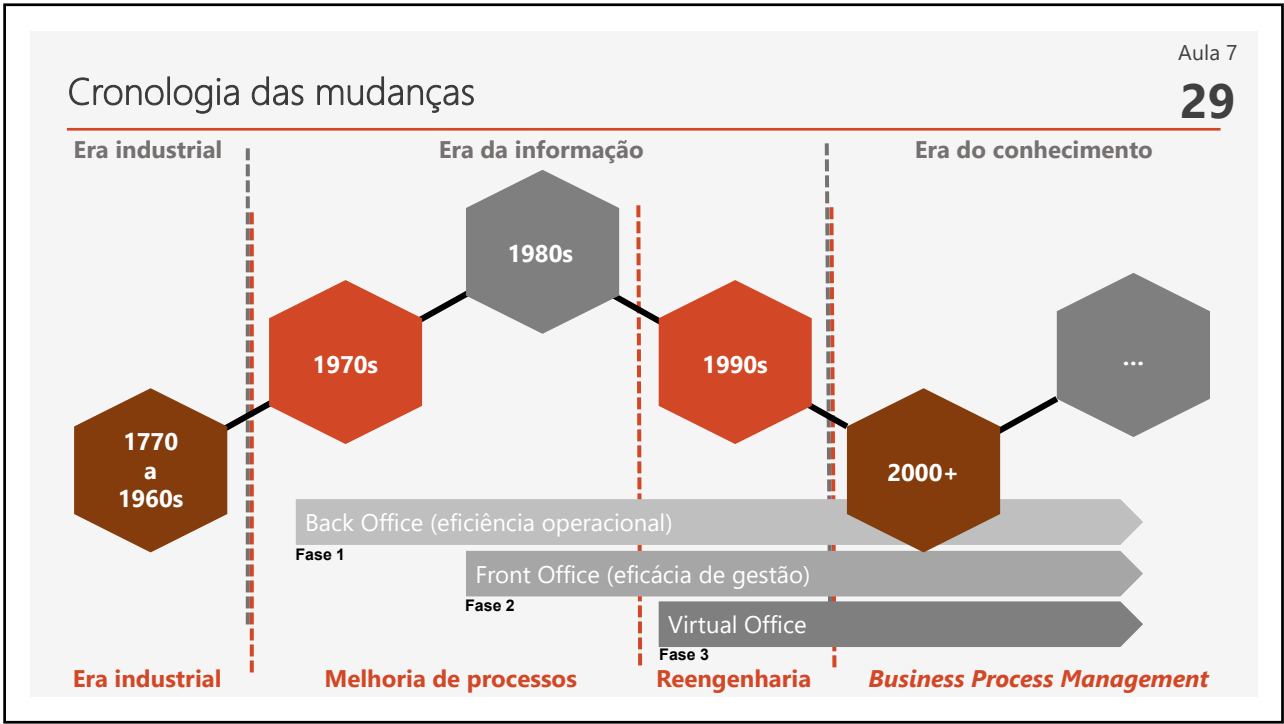 Aula 7
Cronologia das mudanças
29
Era industrial
Era da informação
Era do conhecimento
1980s
1970s
1990s
...
1770
a
1960s
2000+
Back Office (eficiência operacional)
Fase 1
Front Office (eficácia de gestão)
Fase 2
Virtual Office
Fase 3
Era industrial
Melhoria de processos
Reengenharia
Business Process Management